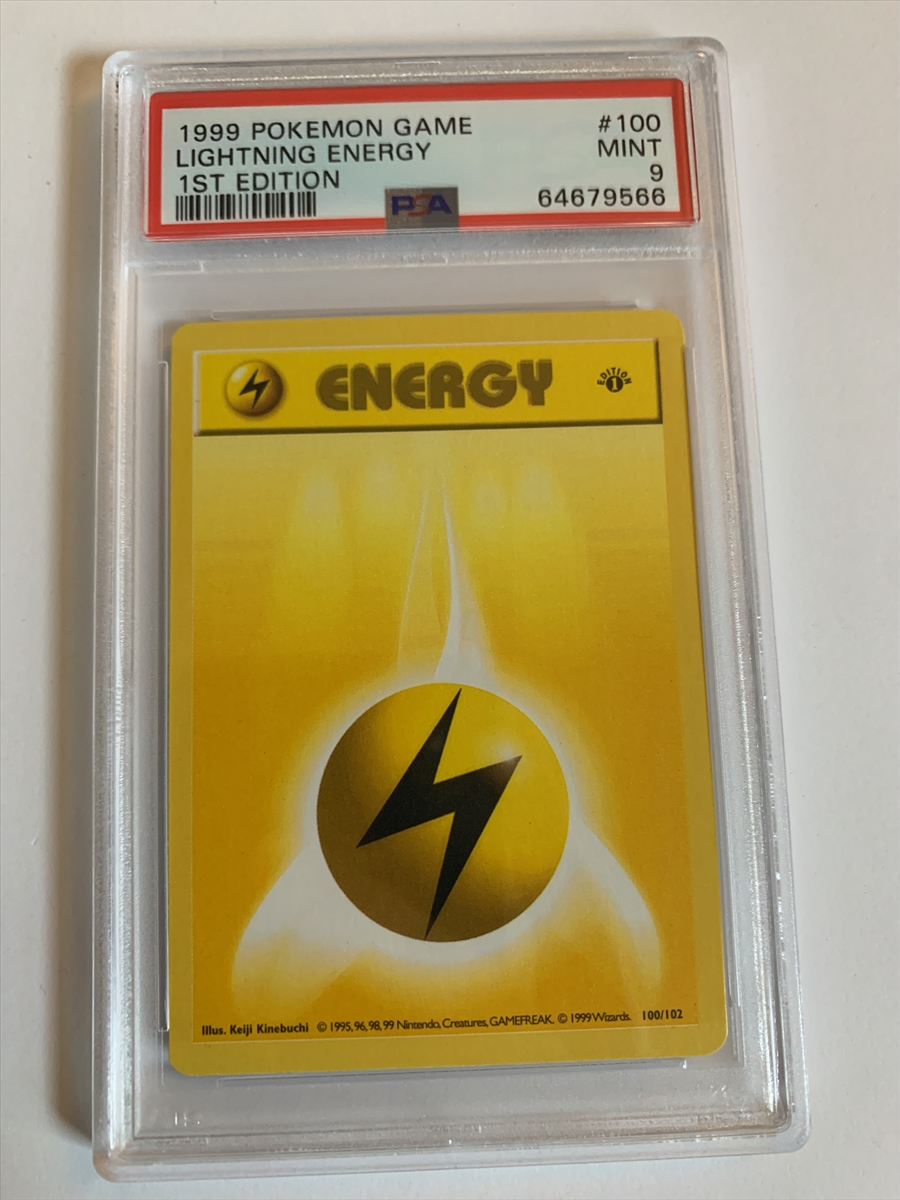 1999 POKEMON GAME #100
LIGHTNING ENERGY MINT
1ST EDITION 9
PSA 64679566
ENERGY EDITION 1
Illus. Keiji Kinebuchi © 1995, 96, 98, 99 Nintendo, Creatures, GAMEFREAK. © 1999 Wizards. 100/102